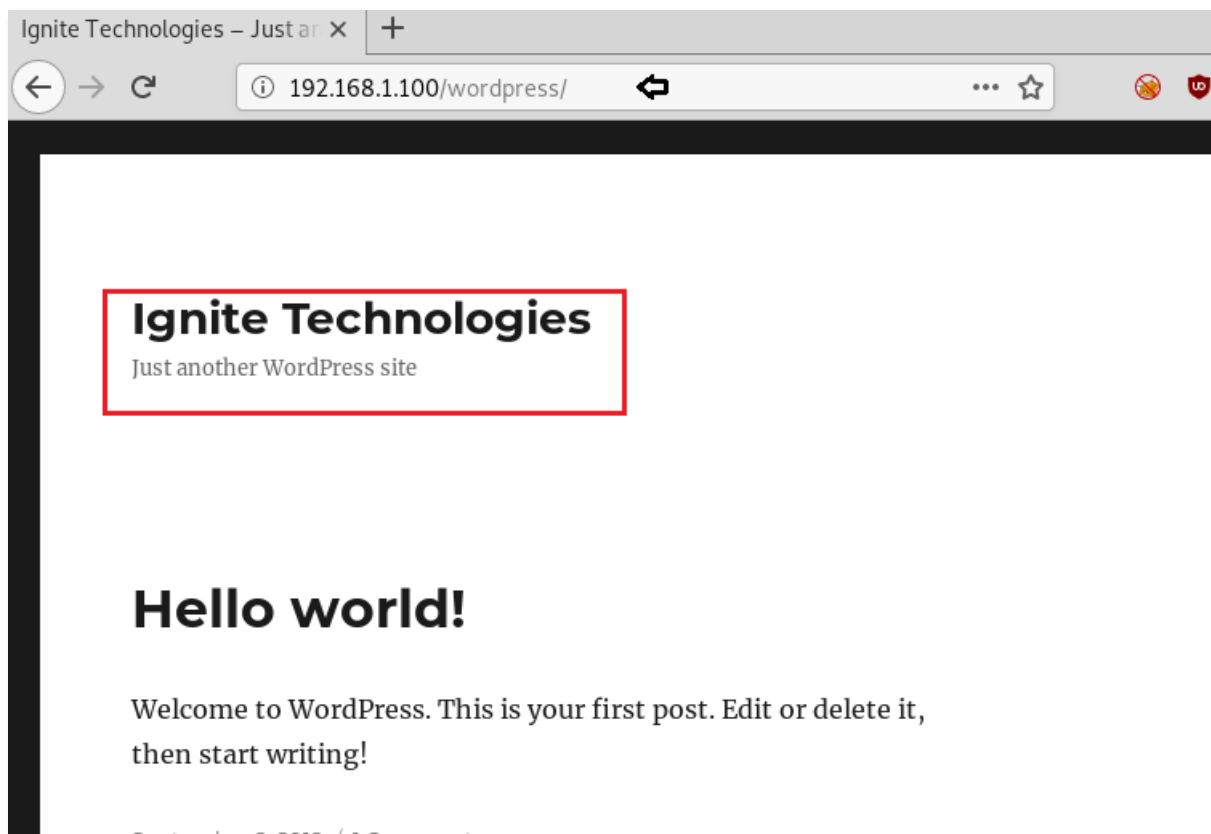 Ignite Technologies – Just
192.168.1.100/wordpress/
Ignite Technologies
Just another WordPress site
Hello world!
Welcome to WordPress. This is your first post. Edit or delete it,
then start writing!